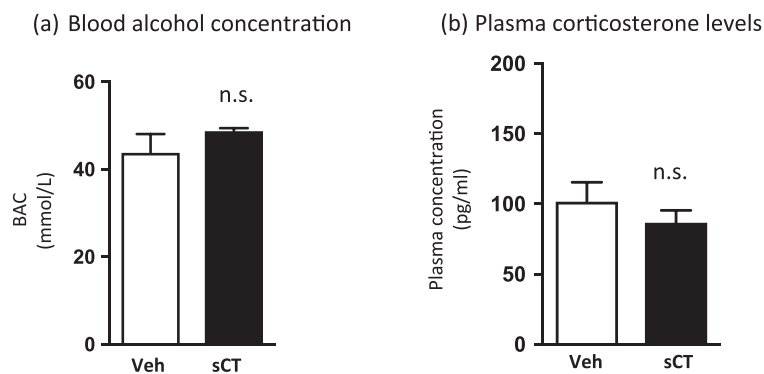 (a) Blood alcohol concentration
60
40
20
0
BAC
(mmol/L)
n.s.
Veh
sCT
(b) Plasma corticosterone levels
200
150
100
50
0
Plasma concentration
(pg/ml)
n.s.
Veh
sCT